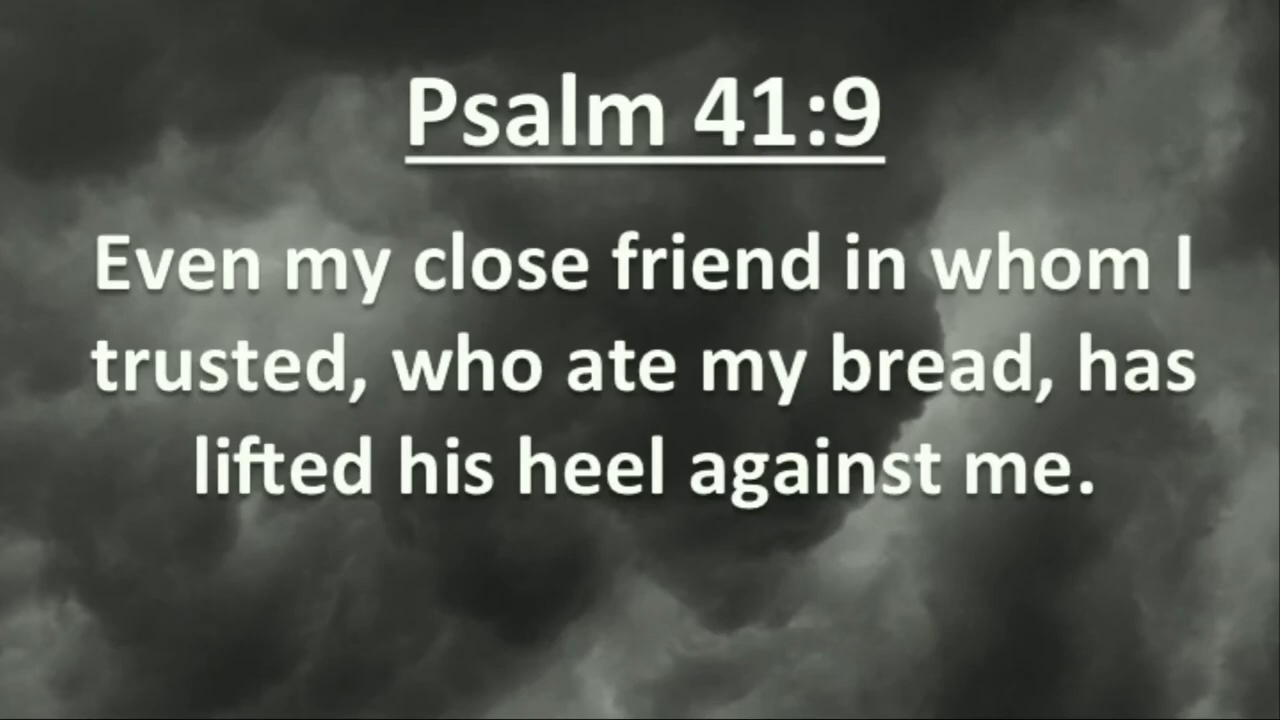 Psalm 41:9
Even my close friend in whom I
trusted, who ate my bread, has
lifted his heel against me.